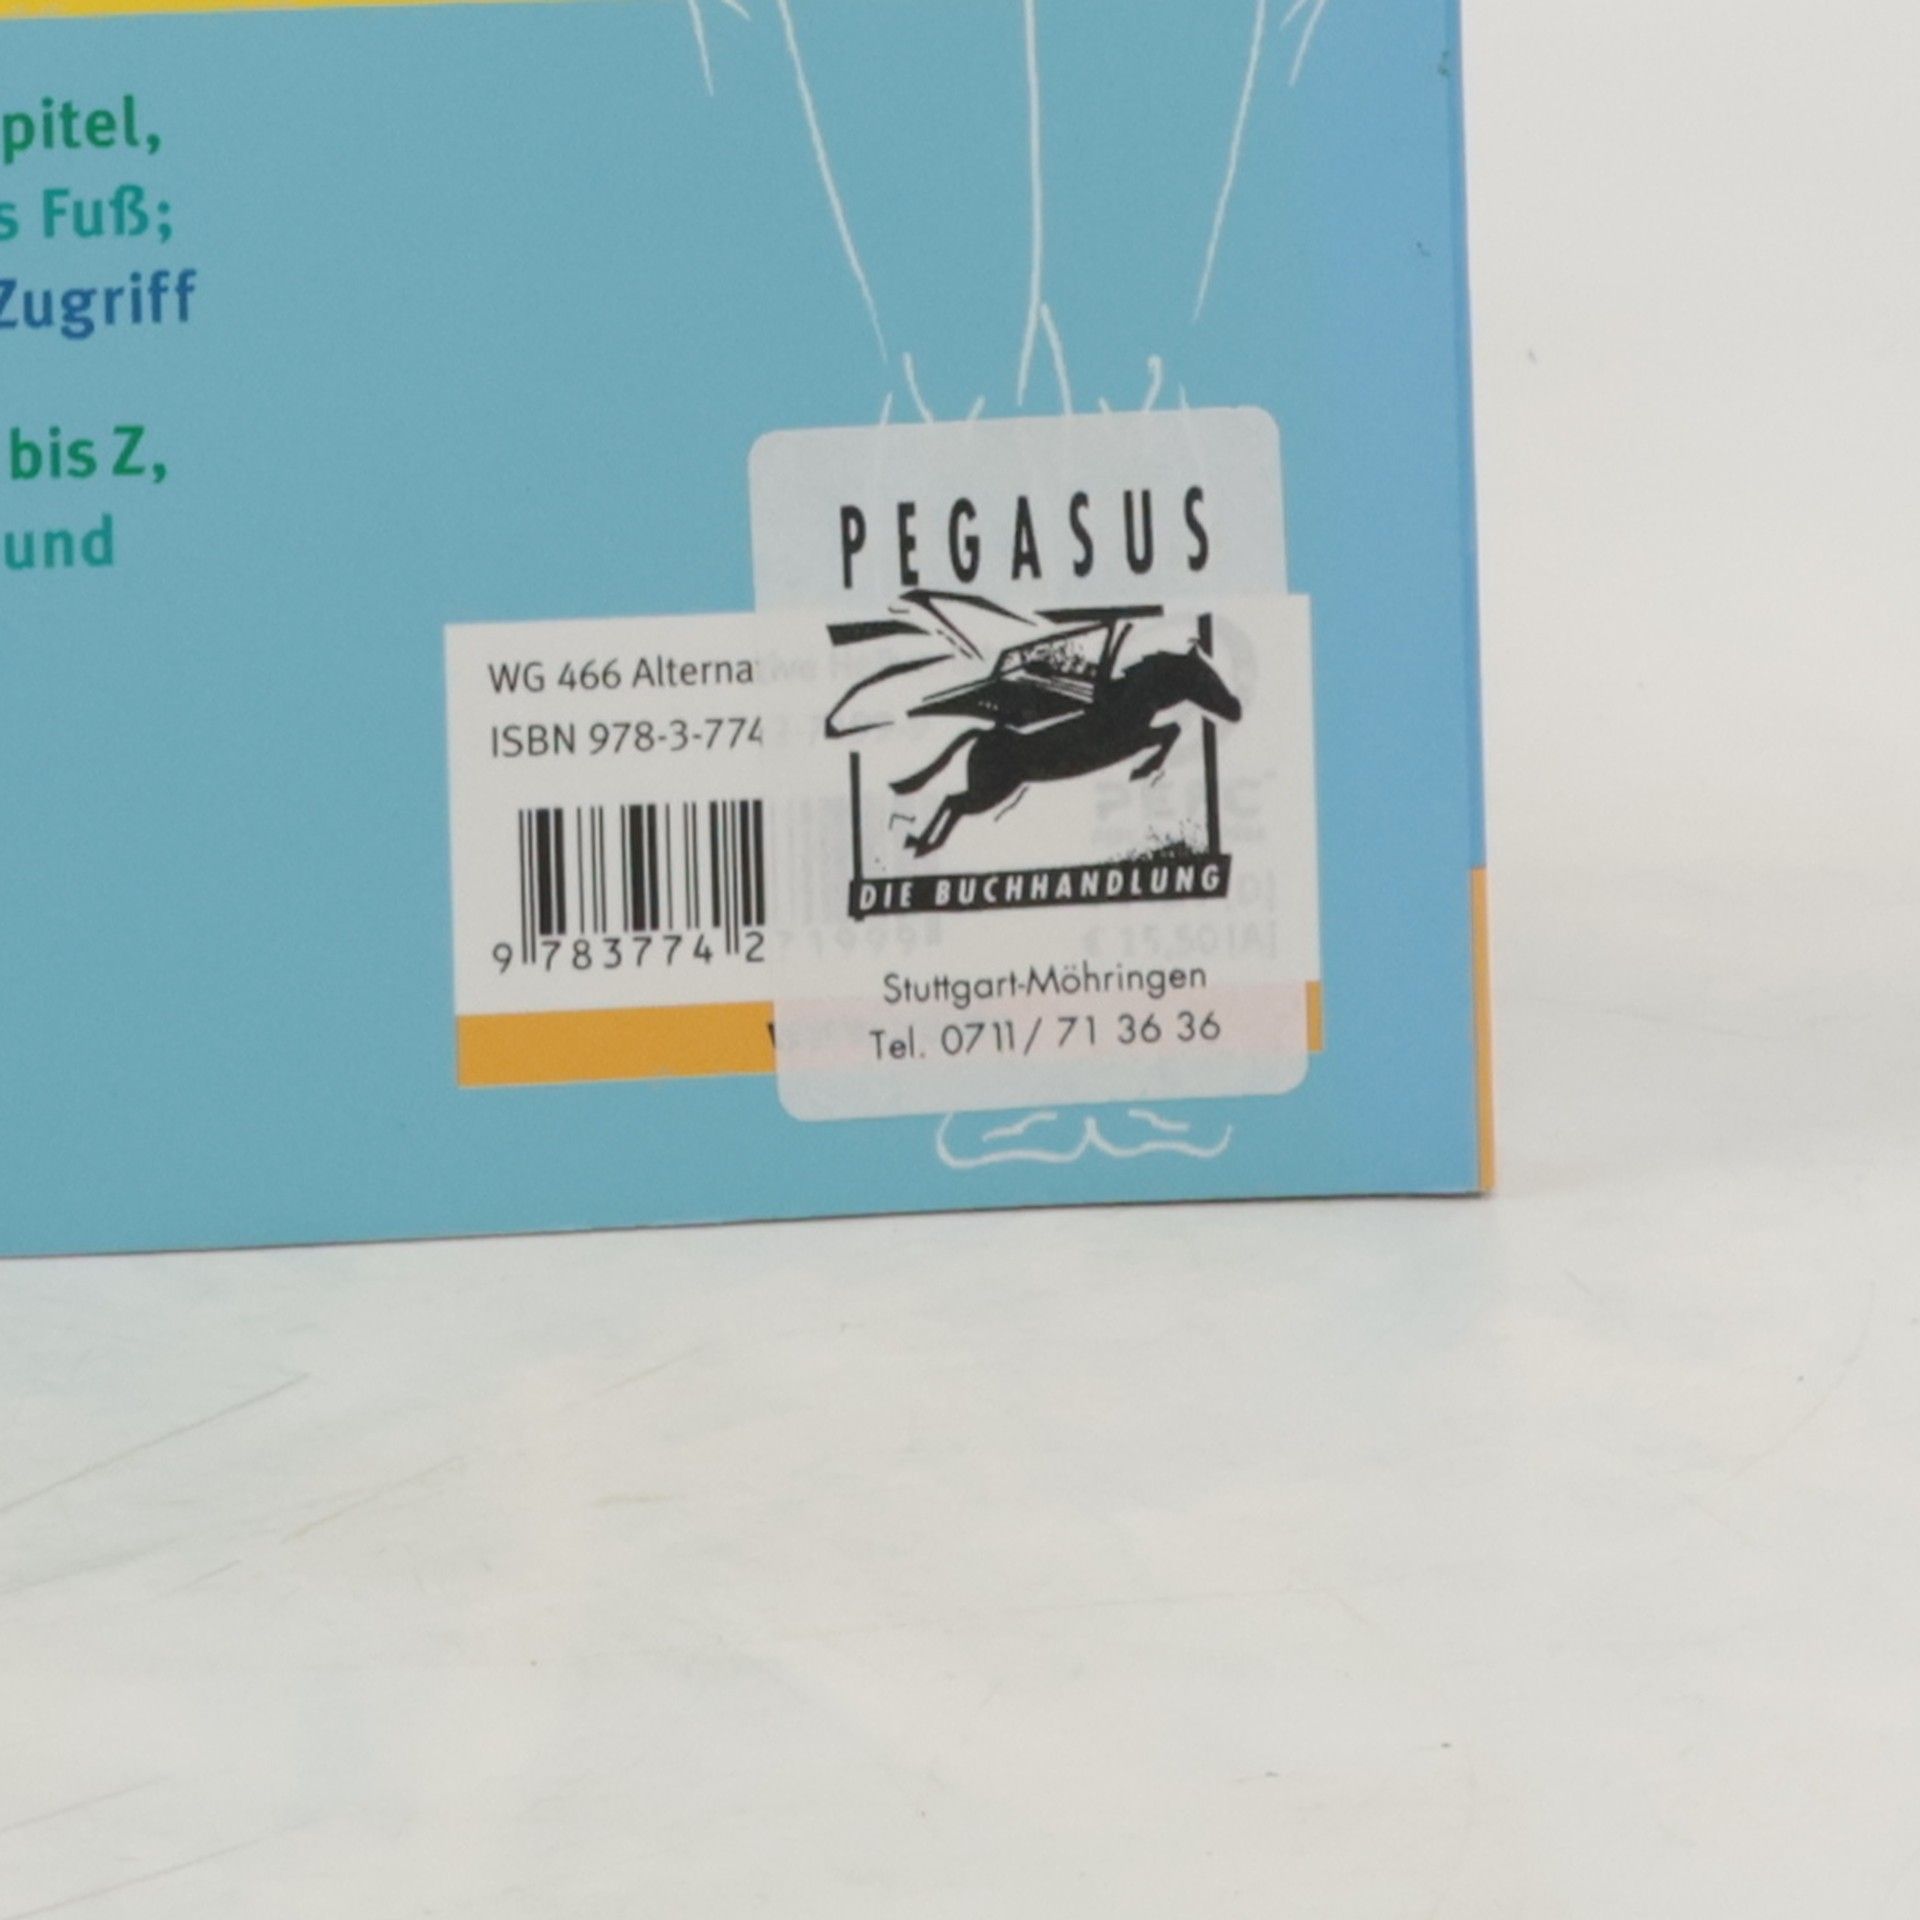 pitel,
s Fuß;
Zugriff
bis Z,
und
PEGASUS
WG 466 Alterna
ISBN 978-3-774
9 783774 2
DIE BUCHHANDLUNG
Stuttgart-Möhringen
Tel. 0711/ 71 36 36